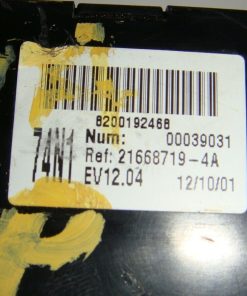 8200192468
74N1
Num: 00039031
Ref: 21668719-4A
EV12.04 12/10/01